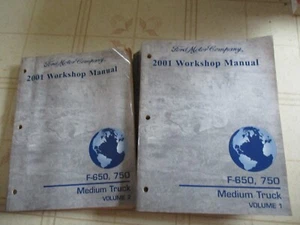 Ford Motor Company
2001 Workshop Manual
F-650, 750
Medium Truck
VOLUME 2
Ford Motor Company
2001 Workshop Manual
F-650, 750
Medium Truck
VOLUME 1